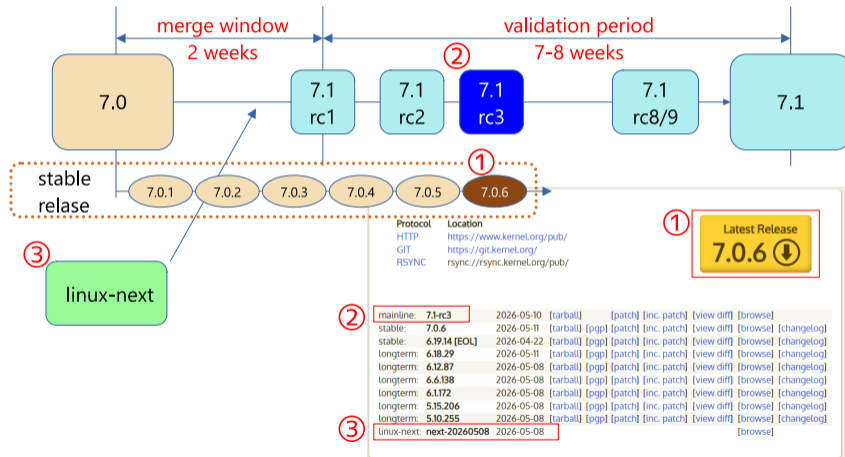 merge window
2 weeks
validation period
7-8 weeks
②
7.0
7.1
rc1
7.1
rc2
7.1
rc3
7.1
rc8/9
7.1
①
stable
relase
7.0.1
7.0.2
7.0.3
7.0.4
7.0.5
7.0.6
③
linux-next
Protocol Location
HTTP https://www.kernel.org/pub/
GIT https://git.kernel.org/
RSYNC rsync://rsync.kernel.org/pub/
①
Latest Release
7.0.6
②
mainline: 7.1-rc3 2026-05-10 [tarball] [patch] [inc. patch] [view diff] [browse]
stable: 7.0.6 2026-05-11 [tarball] [pgp] [patch] [inc. patch] [view diff] [browse] [changelog]
stable: 6.19.14 [EOL] 2026-04-22 [tarball] [pgp] [patch] [inc. patch] [view diff] [browse] [changelog]
longterm: 6.18.29 2026-05-11 [tarball] [pgp] [patch] [inc. patch] [view diff] [browse] [changelog]
longterm: 6.12.87 2026-05-08 [tarball] [pgp] [patch] [inc. patch] [view diff] [browse] [changelog]
longterm: 6.6.138 2026-05-08 [tarball] [pgp] [patch] [inc. patch] [view diff] [browse] [changelog]
longterm: 6.1.172 2026-05-08 [tarball] [pgp] [patch] [inc. patch] [view diff] [browse] [changelog]
longterm: 5.15.206 2026-05-08 [tarball] [pgp] [patch] [inc. patch] [view diff] [browse] [changelog]
longterm: 5.10.255 2026-05-08 [tarball] [pgp] [patch] [inc. patch] [view diff] [browse] [changelog]
③
linux-next: next-20260508 2026-05-08 [browse]